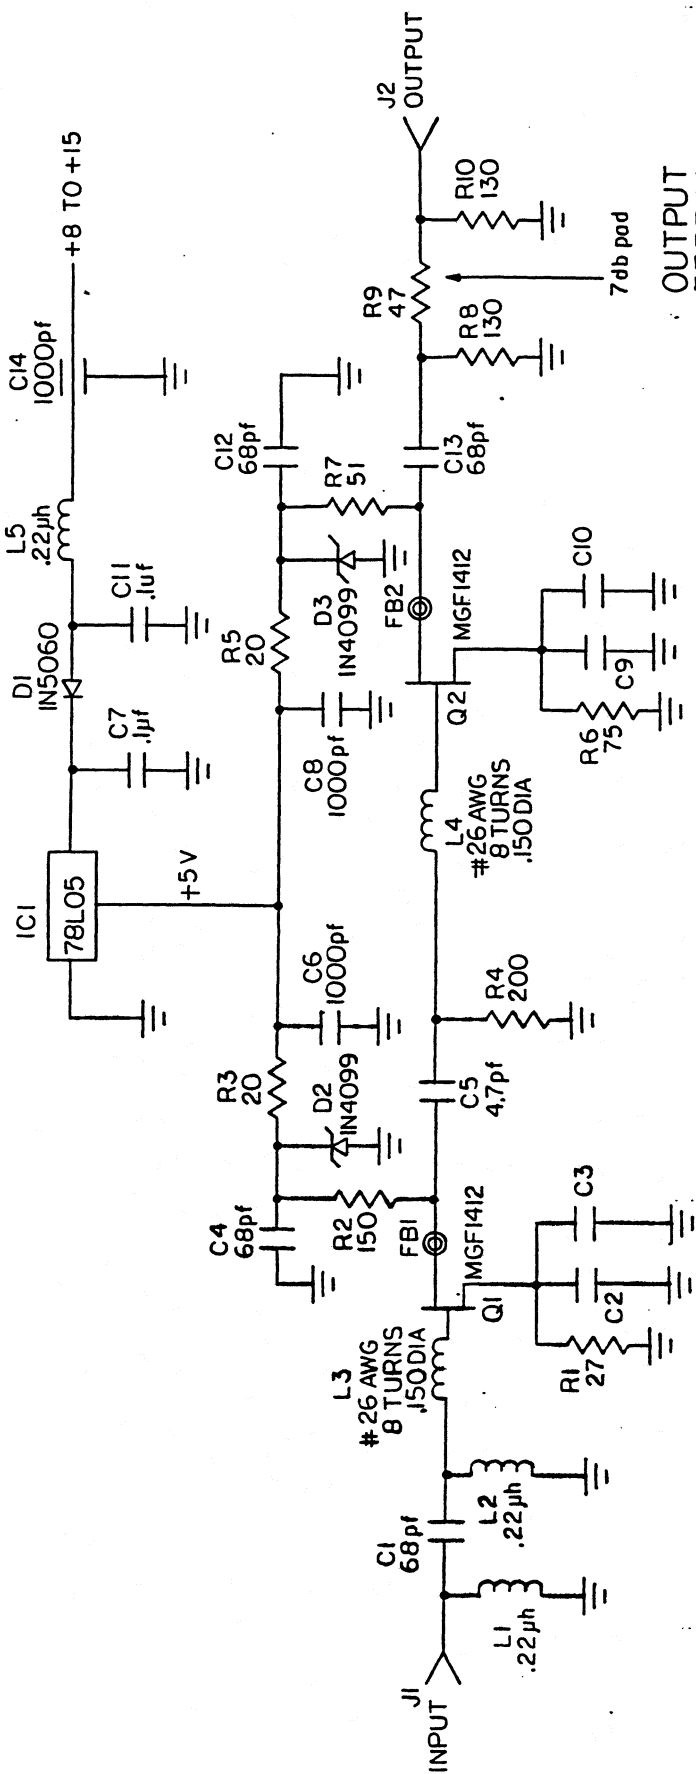 IC1
78L05
+5V
C7
.1µf
D1
IN5060
C11
.1uf
L5
.22µh
C14
1000pf
+8 TO +15
C4
68pf
R3
20
D2
IN4099
C6
1000pf
C8
1000pf
R5
20
D3
IN4099
C12
68pf
R7
51
R2
150
FB1
MGF1412
Q1
C5
4.7pf
R4
200
L4
#26 AWG
8 TURNS
.150 DIA
Q2
FB2
MGF1412
C13
68pf
R9
47
R8
130
R10
130
7db pad
J2
OUTPUT
OUTPUT
J1
INPUT
L1
.22µh
C1
68pf
L2
.22µh
L3
#26 AWG
8 TURNS
.150 DIA
R1
27
C2
C3
R6
75
C9
C10